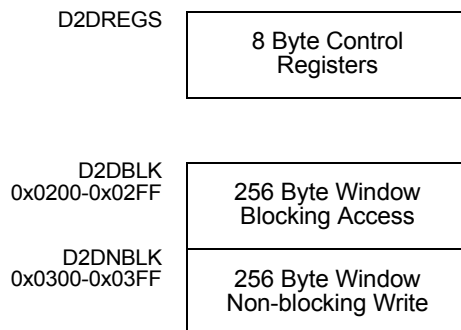 D2DREGS
8 Byte Control
Registers
D2DBLK
0x0200-0x02FF
256 Byte Window
Blocking Access
D2DNBLK
0x0300-0x03FF
256 Byte Window
Non-blocking Write